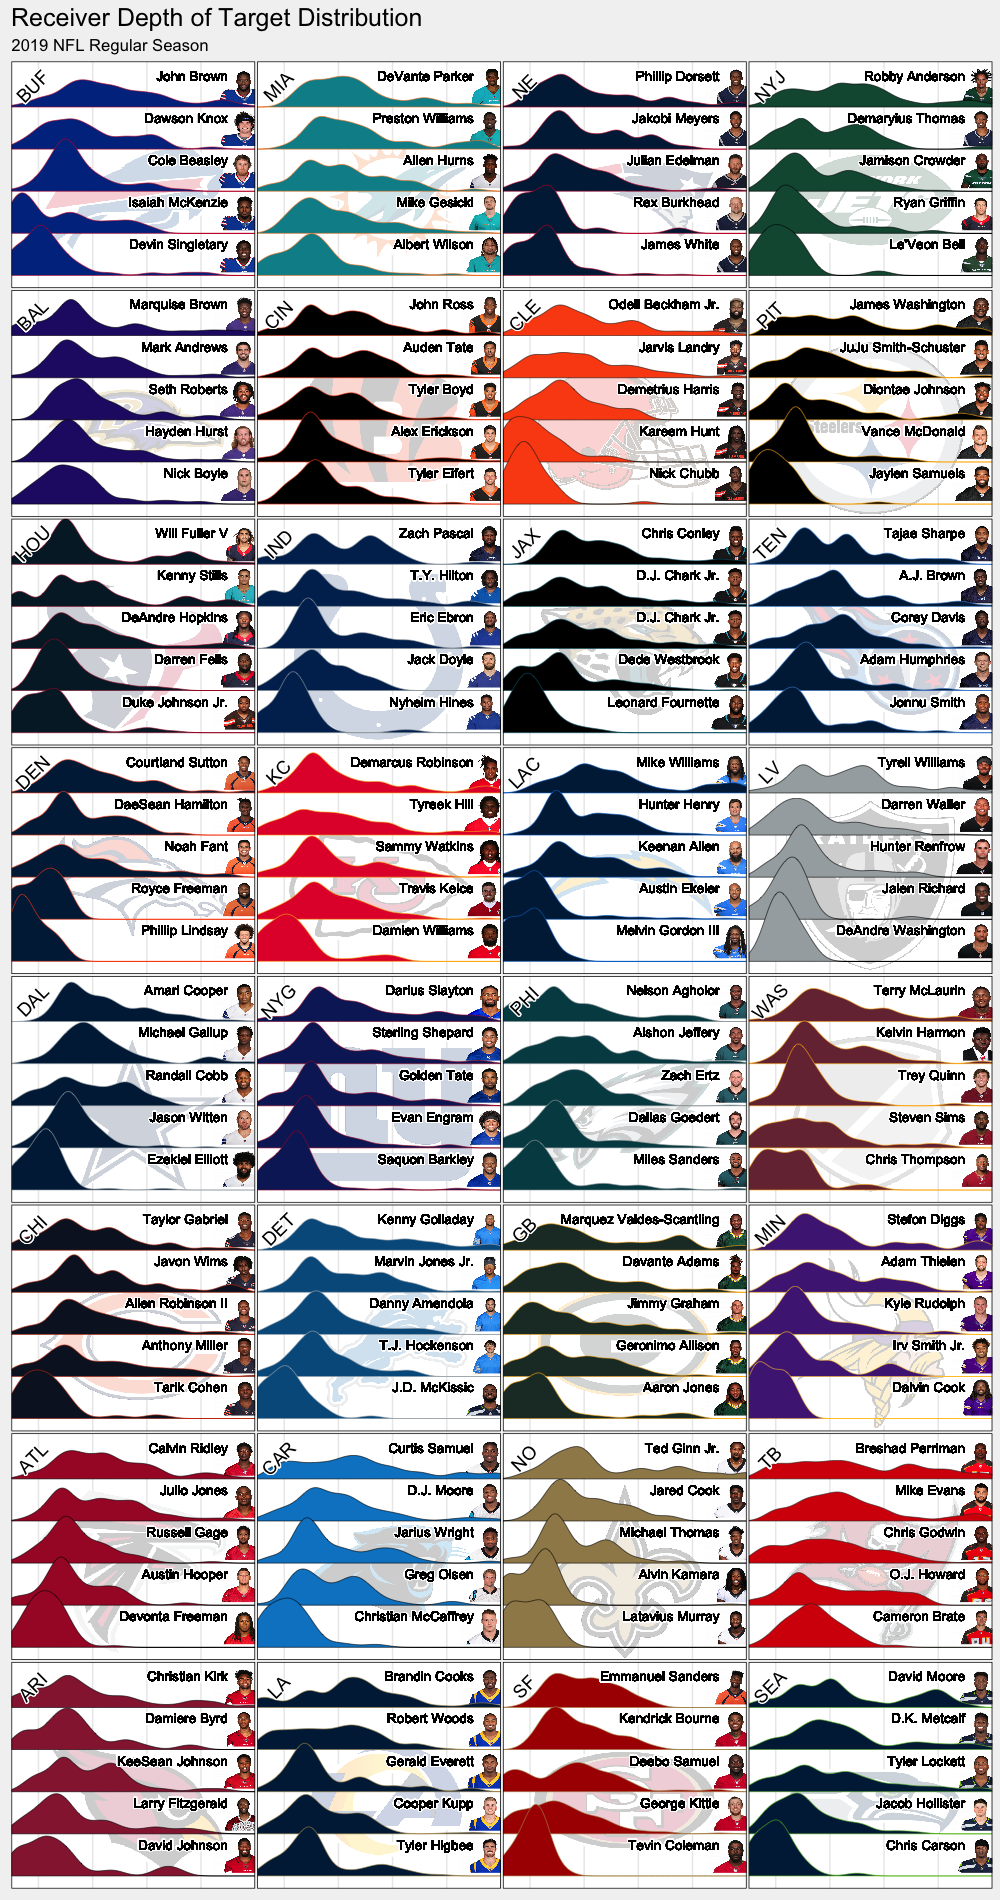 Receiver Depth of Target Distribution
2019 NFL Regular Season
BUF
John Brown
Dawson Knox
Cole Beasley
Isaiah McKenzie
Devin Singletary
MIA
DeVante Parker
Preston Williams
Allen Hurns
Mike Gesicki
Albert Wilson
NE
Phillip Dorsett
Jakobi Meyers
Julian Edelman
Rex Burkhead
James White
NYJ
Robby Anderson
Demaryius Thomas
Jamison Crowder
Ryan Griffin
Le'Veon Bell
BAL
Marquise Brown
Mark Andrews
Seth Roberts
Hayden Hurst
Nick Boyle
CIN
John Ross
Auden Tate
Tyler Boyd
Alex Erickson
Tyler Eifert
CLE
Odell Beckham Jr.
Jarvis Landry
Demetrius Harris
Kareem Hunt
Nick Chubb
PIT
James Washington
JuJu Smith-Schuster
Diontae Johnson
Vance McDonald
Steelers
Jaylen Samuels
HOU
Will Fuller V
Kenny Stills
DeAndre Hopkins
Darren Fells
Duke Johnson Jr.
IND
Zach Pascal
T.Y. Hilton
Eric Ebron
Jack Doyle
Nyheim Hines
JAX
Chris Conley
D.J. Chark Jr.
D.J. Chark Jr.
Dede Westbrook
Leonard Fournette
TEN
Tajae Sharpe
A.J. Brown
Corey Davis
Adam Humphries
Jonnu Smith
DEN
Courtland Sutton
DaeSean Hamilton
Noah Fant
Royce Freeman
Phillip Lindsay
KC
Demarcus Robinson
Tyreek Hill
Sammy Watkins
Travis Kelce
Damien Williams
LAC
Mike Williams
Hunter Henry
Keenan Allen
Austin Ekeler
Melvin Gordon III
LV
Tyrell Williams
Darren Waller
Hunter Renfrow
Jalen Richard
DeAndre Washington
DAL
Amari Cooper
Michael Gallup
Randall Cobb
Jason Witten
Ezekiel Elliott
NYG
Darius Slayton
Sterling Shepard
Golden Tate
Evan Engram
Saquon Barkley
PHI
Nelson Agholor
Alshon Jeffery
Zach Ertz
Dallas Goedert
Miles Sanders
WAS
Terry McLaurin
Kelvin Harmon
Trey Quinn
Steven Sims
Chris Thompson
CHI
Taylor Gabriel
Javon Wims
Allen Robinson II
Anthony Miller
Tarik Cohen
DET
Kenny Golladay
Marvin Jones Jr.
Danny Amendola
T.J. Hockenson
J.D. McKissic
GB
Marquez Valdes-Scantling
Davante Adams
Jimmy Graham
Geronimo Allison
Aaron Jones
MIN
Stefon Diggs
Adam Thielen
Kyle Rudolph
Irv Smith Jr.
Dalvin Cook
ATL
Calvin Ridley
Julio Jones
Russell Gage
Austin Hooper
Devonta Freeman
CAR
Curtis Samuel
D.J. Moore
Jarius Wright
Greg Olsen
Christian McCaffrey
NO
Ted Ginn Jr.
Jared Cook
Michael Thomas
Alvin Kamara
Latavius Murray
TB
Breshad Perriman
Mike Evans
Chris Godwin
O.J. Howard
Cameron Brate
ARI
Christian Kirk
Damiere Byrd
KeeSean Johnson
Larry Fitzgerald
David Johnson
LA
Brandin Cooks
Robert Woods
Gerald Everett
Cooper Kupp
Tyler Higbee
SF
Emmanuel Sanders
Kendrick Bourne
Deebo Samuel
George Kittle
Tevin Coleman
SEA
David Moore
D.K. Metcalf
Tyler Lockett
Jacob Hollister
Chris Carson